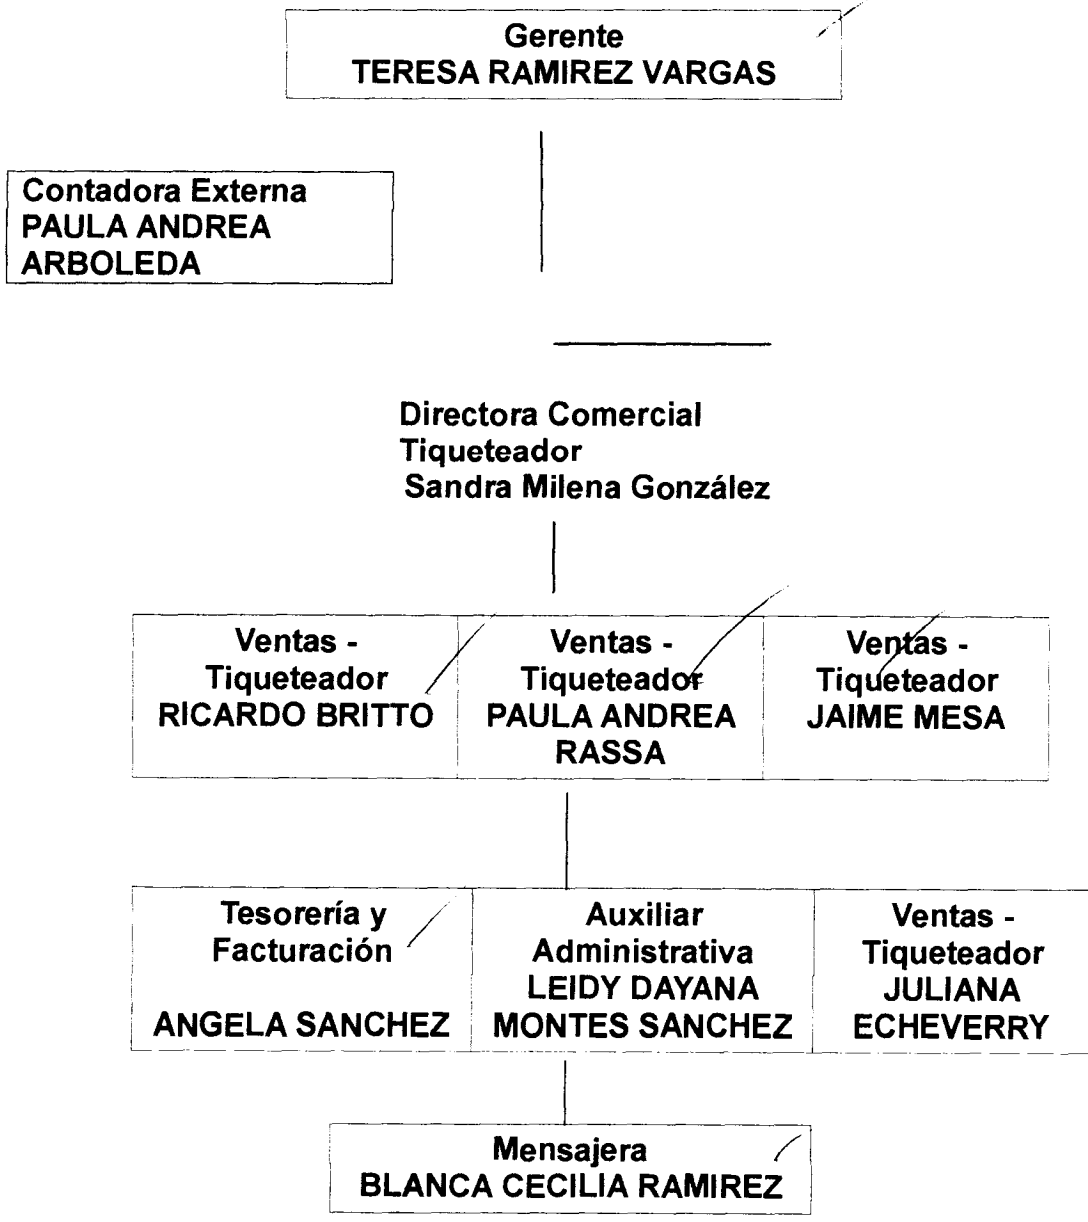 Gerente
TERESA RAMIREZ VARGAS
Contadora Externa
PAULA ANDREA
ARBOLEDA
Directora Comercial
Tiqueteador
Sandra Milena González
Ventas -
Tiqueteador
RICARDO BRITTO
Ventas -
Tiqueteador
PAULA ANDREA
RASSA
Ventas -
Tiqueteador
JAIME MESA
Tesorería y
Facturación
ANGELA SANCHEZ
Auxiliar
Administrativa
LEIDY DAYANA
MONTES SANCHEZ
Ventas -
Tiqueteador
JULIANA
ECHEVERRY
Mensajera
BLANCA CECILIA RAMIREZ